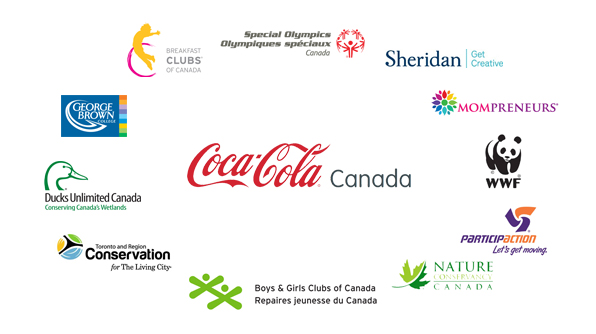 BREAKFAST
CLUBS
OF CANADA
Special Olympics
Olympiques spéciaux
Canada
Sheridan
Get
Creative
GEORGE
BROWN
COLLEGE
MOMPRENEURS®
Coca-Cola Canada
WWF
Ducks Unlimited Canada
Conserving Canada's Wetlands
PARTICIPACTION
Let's get moving.
Toronto and Region
Conservation
for The Living City·
NATURE
CONSERVANCY
CANADA
Boys & Girls Clubs of Canada
Repaires jeunesse du Canada